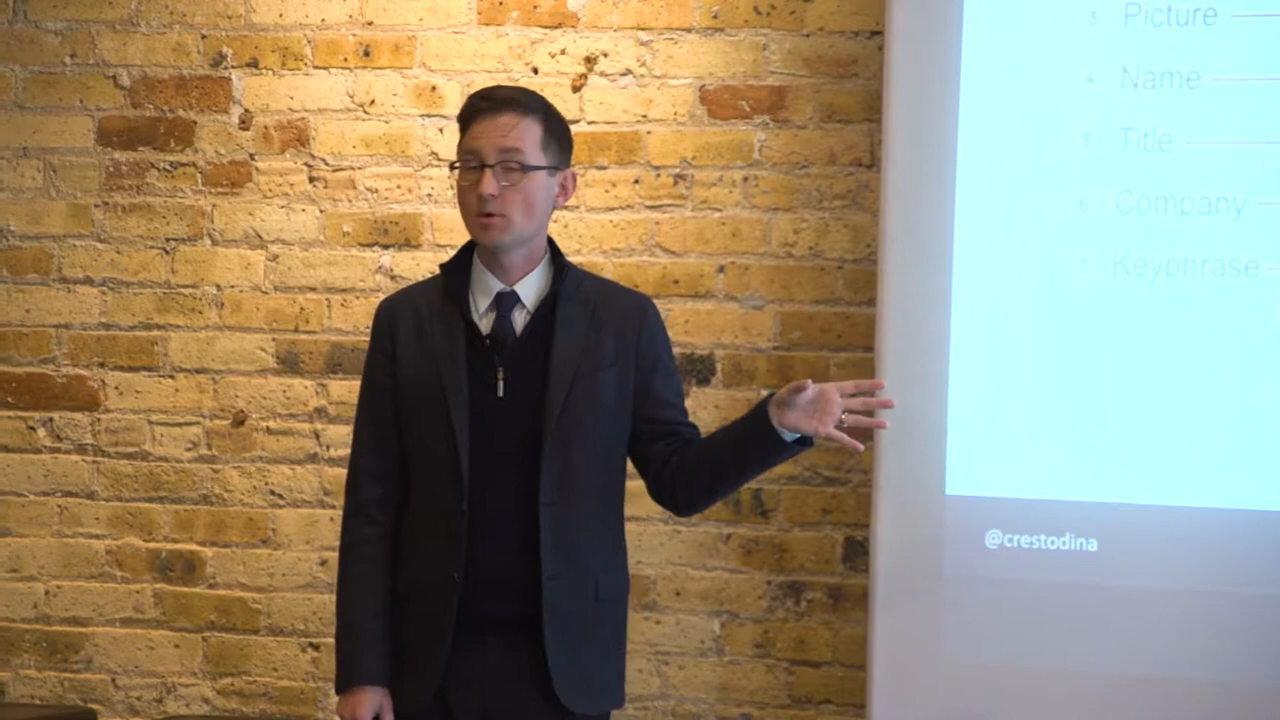 3 Picture
4 Name
5 Title
6 Company
7 Keyphrase
@crestodina